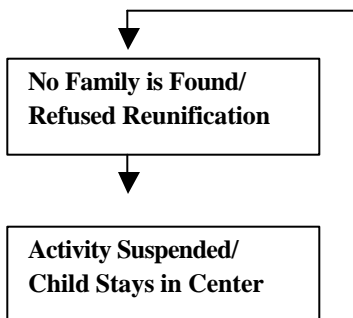 No Family is Found/
Refused Reunification
Activity Suspended/
Child Stays in Center